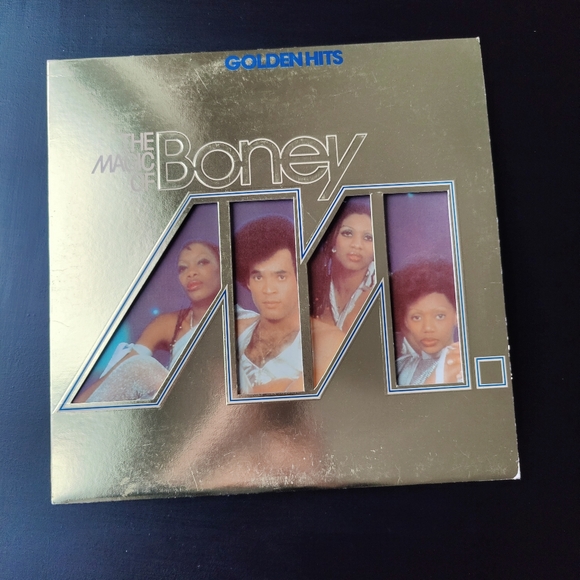 GOLDEN HITS
THE
MAGIC
OF
Boney
M.